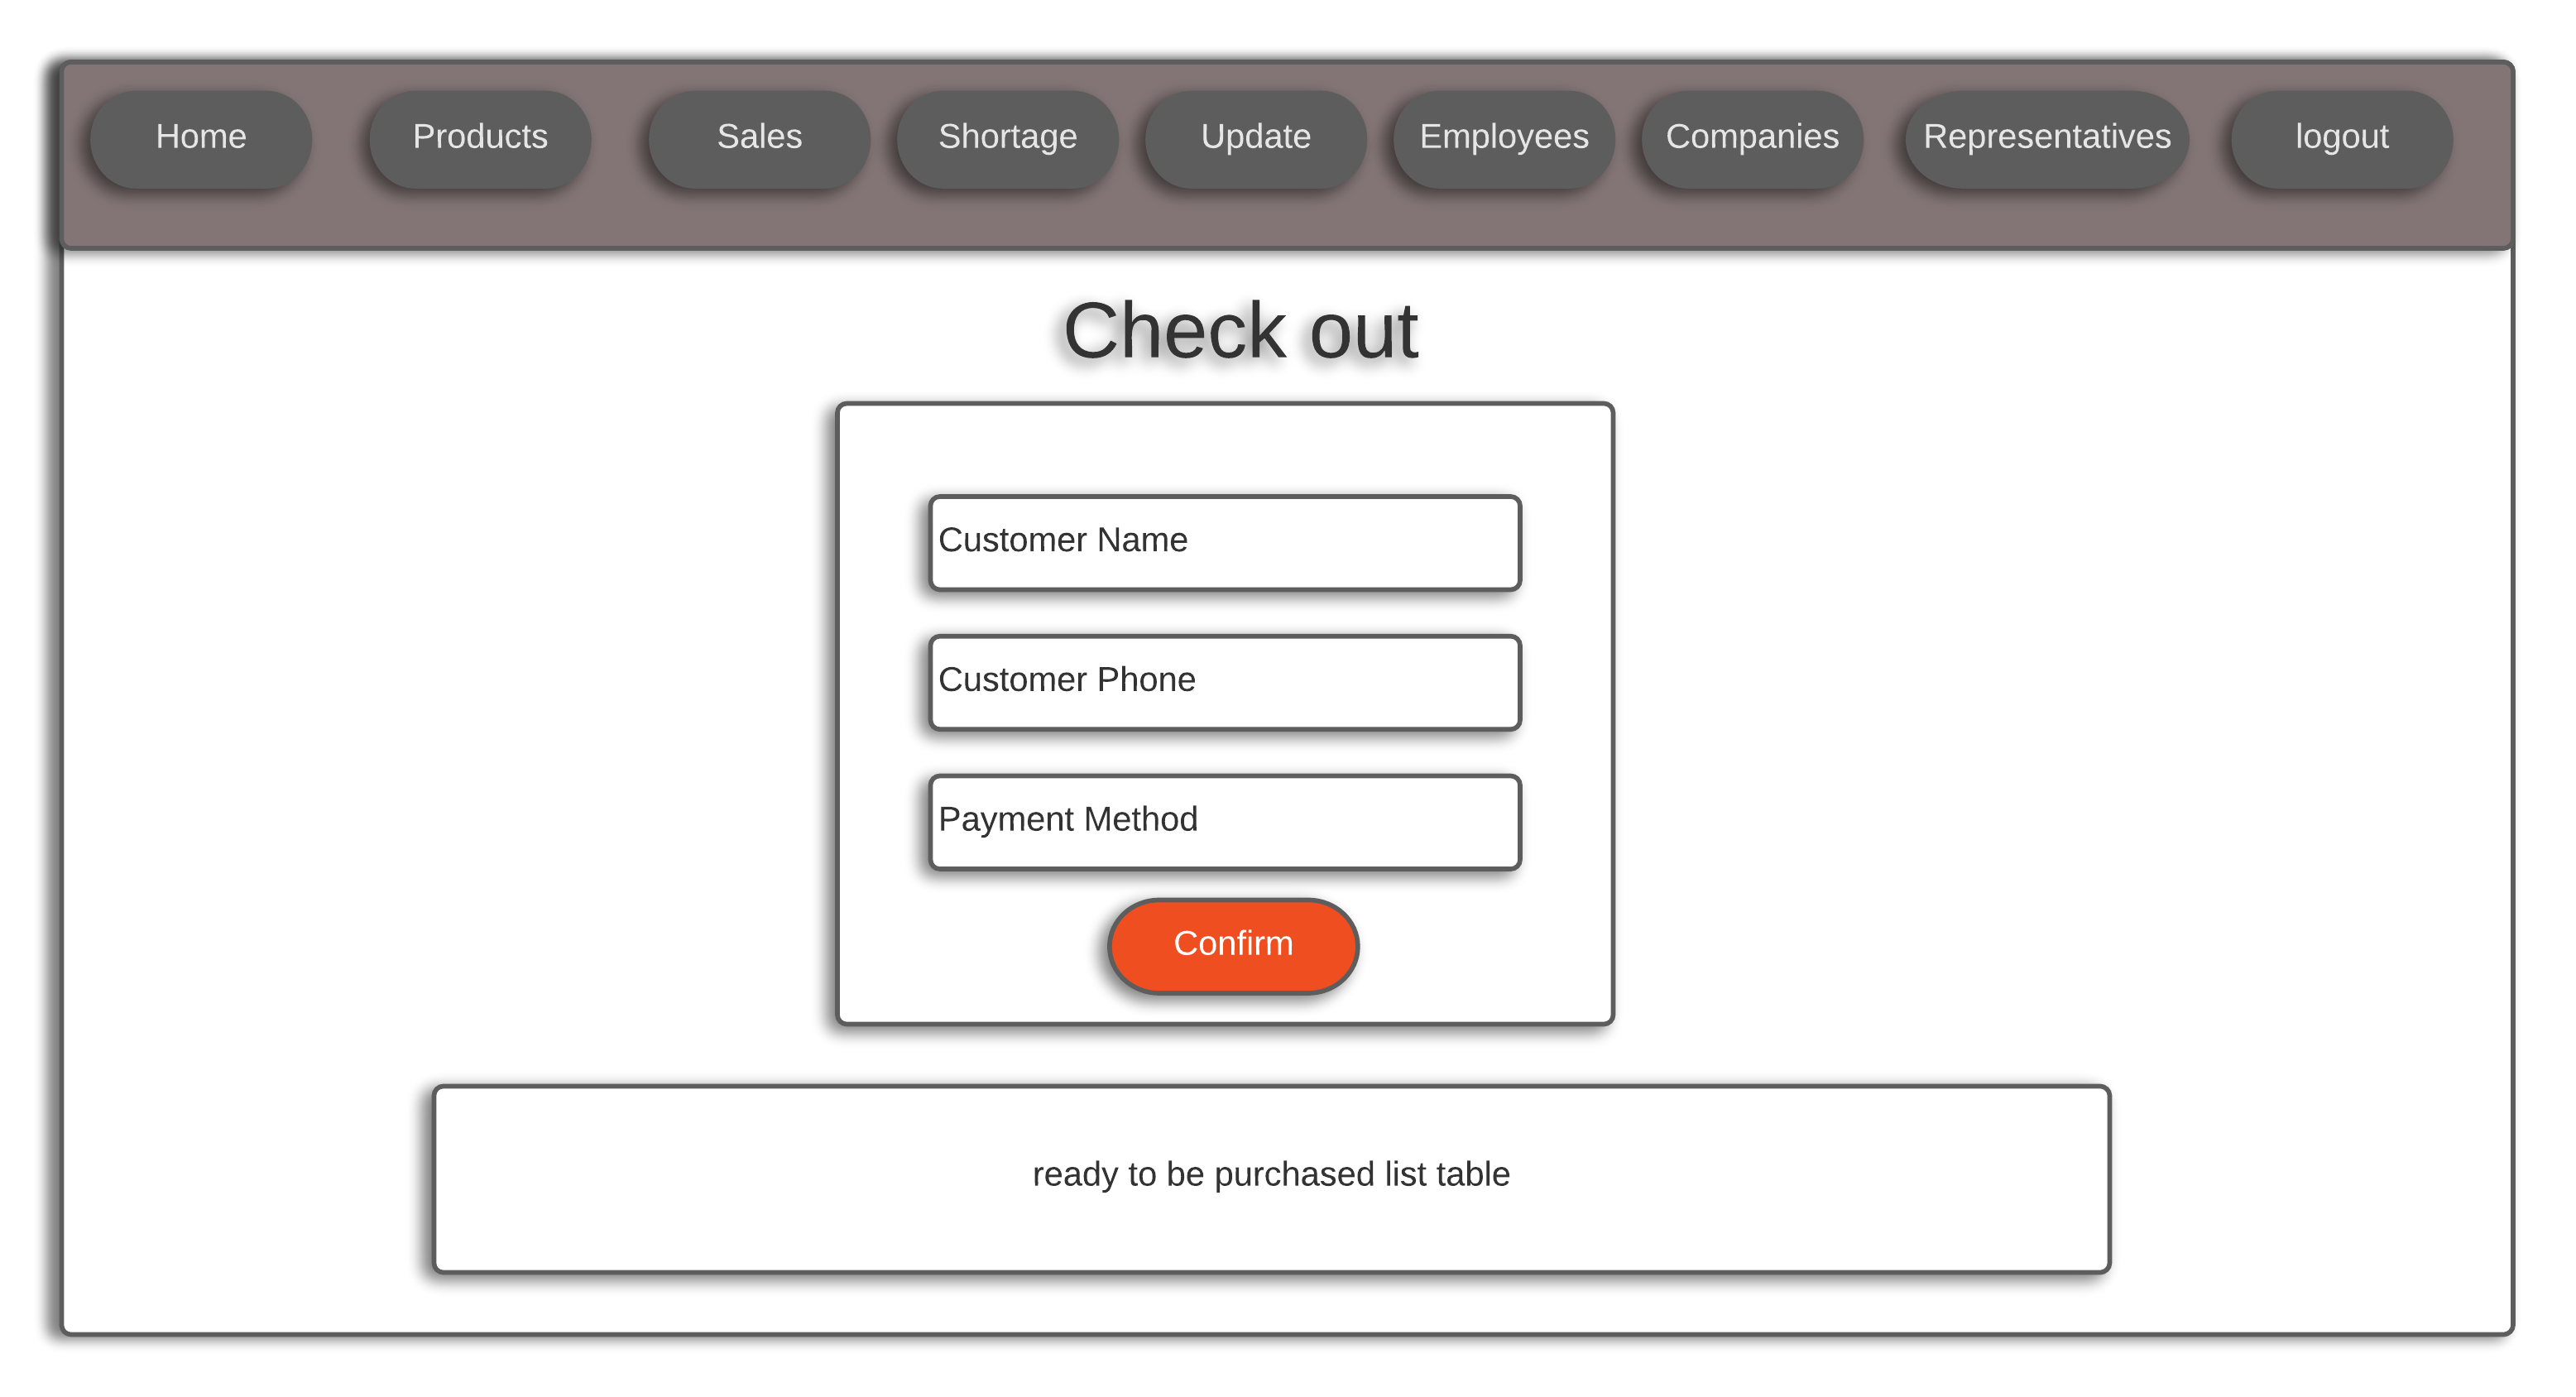 Home Products Sales Shortage Update Employees Companies Representatives logout
Check out
Customer Name
Customer Phone
Payment Method
Confirm
ready to be purchased list table